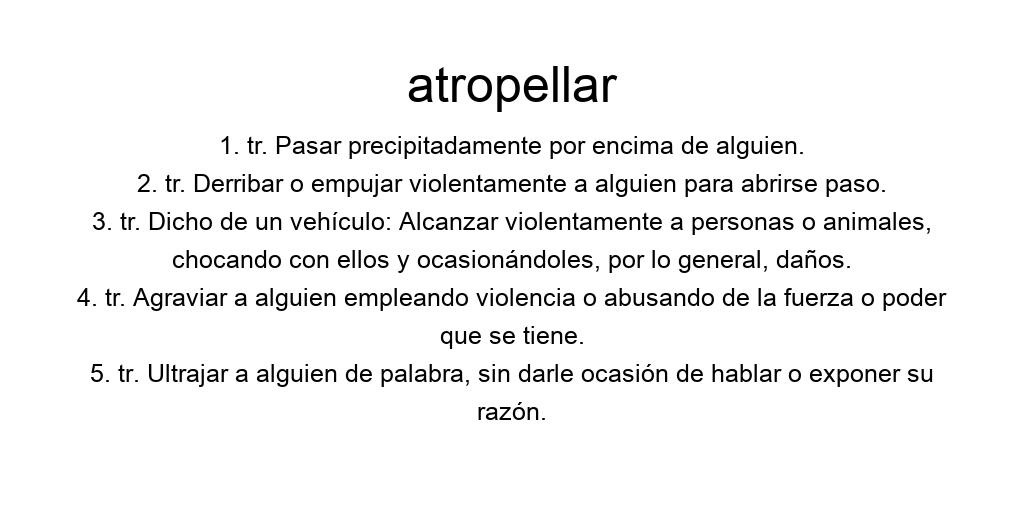 atropellar
1. tr. Pasar precipitadamente por encima de alguien.
2. tr. Derribar o empujar violentamente a alguien para abrirse paso.
3. tr. Dicho de un vehículo: Alcanzar violentamente a personas o animales,
chocando con ellos y ocasionándoles, por lo general, daños.
4. tr. Agraviar a alguien empleando violencia o abusando de la fuerza o poder
que se tiene.
5. tr. Ultrajar a alguien de palabra, sin darle ocasión de hablar o exponer su
razón.